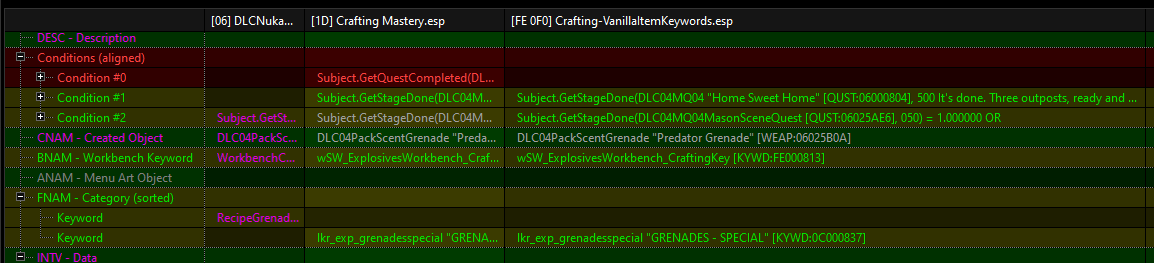 [06] DLCNuka... [1D] Crafting Mastery.esp [FE 0F0] Crafting-VanillaItemKeywords.esp
DESC - Description
Conditions (aligned)
Condition #0 Subject.GetQuestCompleted(DL...
Condition #1 Subject.GetStageDone(DLC04M... Subject.GetStageDone(DLC04MQ04 "Home Sweet Home" [QUST:06000804], 500 It's done. Three outposts, ready and ...
Condition #2 Subject.GetSt... Subject.GetStageDone(DLC04M... Subject.GetStageDone(DLC04MQ04MasonSceneQuest [QUST:06025AE6], 050) = 1.000000 OR
CNAM - Created Object DLC04PackSc... DLC04PackScentGrenade "Preda... DLC04PackScentGrenade "Predator Grenade" [WEAP:06025B0A]
BNAM - Workbench Keyword WorkbenchC... wSW_ExplosivesWorkbench_Craf... wSW_ExplosivesWorkbench_CraftingKey [KYWD:FE000813]
ANAM - Menu Art Object
FNAM - Category (sorted)
Keyword RecipeGrenad...
Keyword lkr_exp_grenadesspecial "GRENA... lkr_exp_grenadesspecial "GRENADES - SPECIAL" [KYWD:0C000837]
INTV - Data